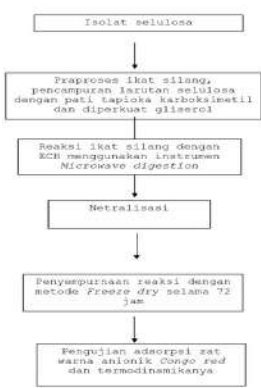 Isolat selulosa
Praproses ikat silang,
pencampuran larutan selulosa
dengan pati tapioka karboksimetil
dan diperkuat gliserol
Reaksi ikat silang dengan
ECH menggunakan instrumen
Microwave digestion
Netralisasi
Penyempurnaan reaksi dengan
metode Freeze dry selama 72
jam
Pengujian adsorpsi zat
warna anionik Congo red
dan termodinamikanya